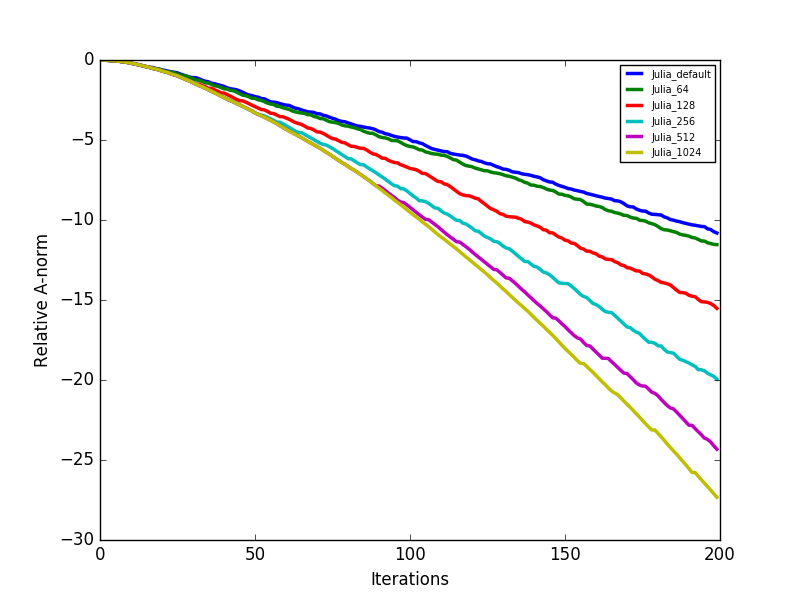 0
−5
−10
−15
−20
−25
−30
Relative A-norm
0 50 100 150 200
Iterations
Julia_default
Julia_64
Julia_128
Julia_256
Julia_512
Julia_1024